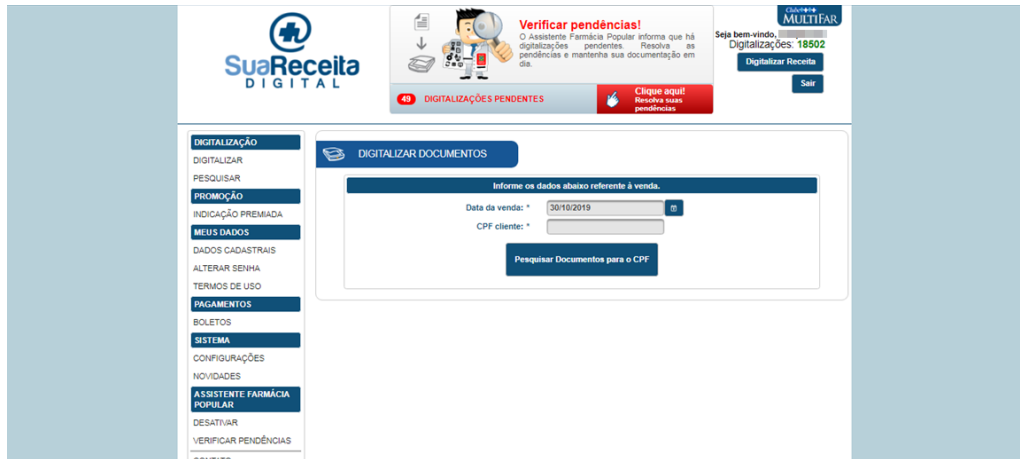 SuaReceita
DIGITAL
Verificar pendências!
O Assistente Farmácia Popular informa que há
digitalizações pendentes. Resolva as
pendências e mantenha sua documentação em
dia.
49 DIGITALIZAÇÕES PENDENTES
Clique aqui!
Resolva suas
pendências
Clube
MULTIFAR
Seja bem-vindo,
Digitalizações: 18502
Digitalizar Receita
Sair
DIGITALIZAÇÃO
DIGITALIZAR
PESQUISAR
PROMOÇÃO
INDICAÇÃO PREMIADA
MEUS DADOS
DADOS CADASTRAIS
ALTERAR SENHA
TERMOS DE USO
PAGAMENTOS
BOLETOS
SISTEMA
CONFIGURAÇÕES
NOVIDADES
ASSISTENTE FARMÁCIA
POPULAR
DESATIVAR
VERIFICAR PENDÊNCIAS
DIGITALIZAR DOCUMENTOS
Informe os dados abaixo referente à venda.
Data da venda: * 30/10/2019
CPF cliente: *
Pesquisar Documentos para o CPF